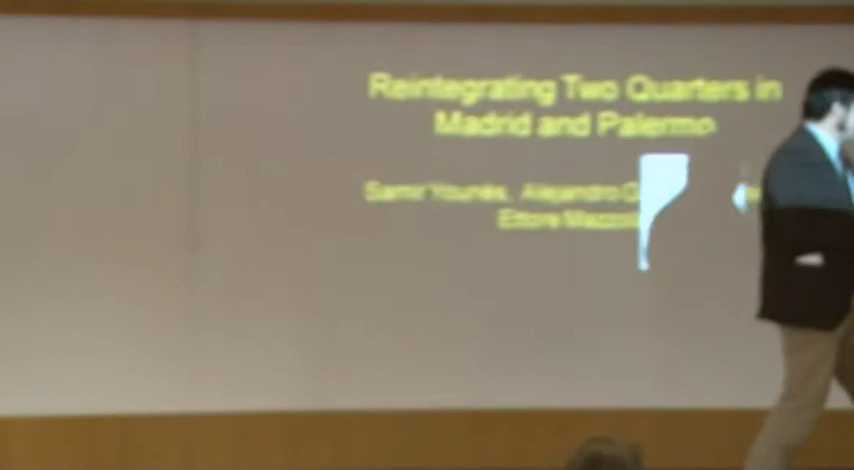 Reintegrating Two Quarters in
Madrid and Palermo
Samir Younés, Alejandro
Ettore